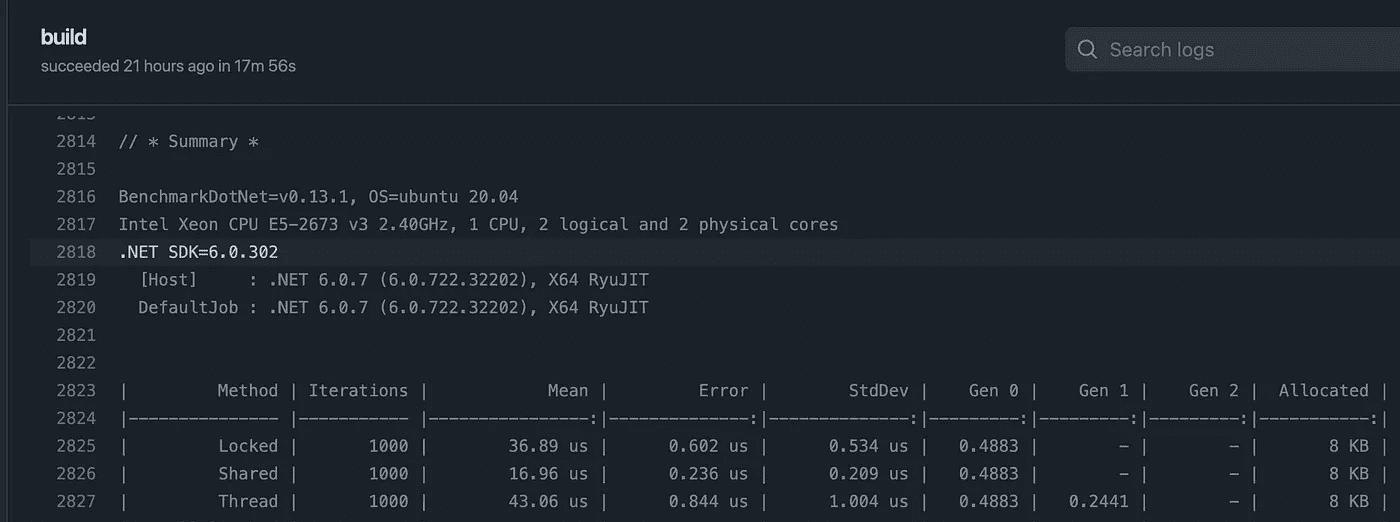 build
succeeded 21 hours ago in 17m 56s
Search logs
2814 // * Summary *
2815
2816 BenchmarkDotNet=v0.13.1, OS=ubuntu 20.04
2817 Intel Xeon CPU E5-2673 v3 2.40GHz, 1 CPU, 2 logical and 2 physical cores
2818 .NET SDK=6.0.302
2819   [Host]     : .NET 6.0.7 (6.0.722.32202), X64 RyuJIT
2820   DefaultJob : .NET 6.0.7 (6.0.722.32202), X64 RyuJIT
2821
2822
2823 |         Method | Iterations |            Mean |         Error |        StdDev |    Gen 0 |    Gen 1 |    Gen 2 |  Allocated |
2824 |--------------- |----------- |----------------:|--------------:|--------------:|---------:|---------:|---------:|-----------:|
2825 |         Locked |       1000 |        36.89 us |      0.602 us |      0.534 us |   0.4883 |        - |        - |       8 KB |
2826 |         Shared |       1000 |        16.96 us |      0.236 us |      0.209 us |   0.4883 |        - |        - |       8 KB |
2827 |         Thread |       1000 |        43.06 us |      0.844 us |      1.004 us |   0.4883 |   0.2441 |        - |       8 KB |